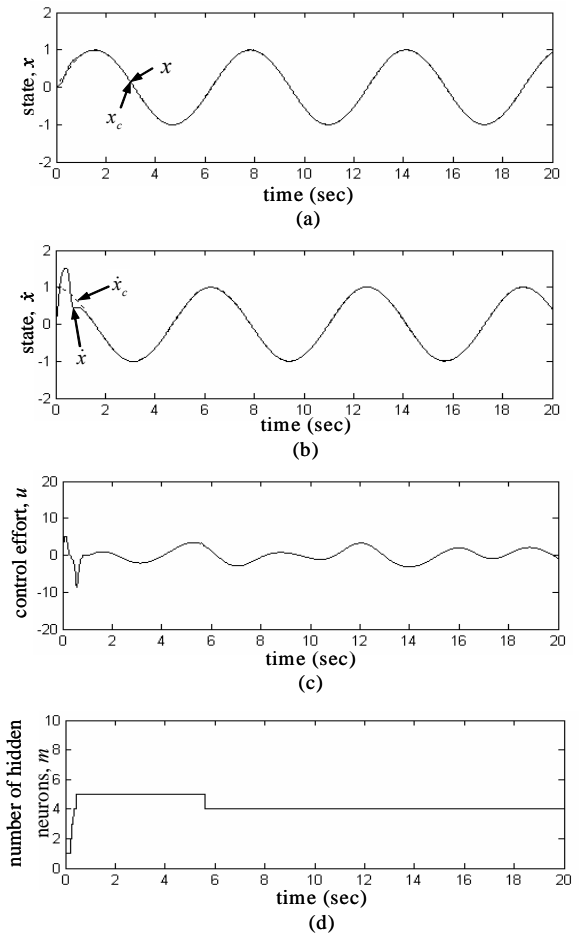 2
1
0
-1
-2
state, x
x
x_c
0 2 4 6 8 10 12 14 16 18 20
time (sec)
(a)
2
1
0
-1
-2
state, ẋ
ẋ_c
ẋ
0 2 4 6 8 10 12 14 16 18 20
time (sec)
(b)
20
10
0
-10
-20
control effort, u
0 2 4 6 8 10 12 14 16 18 20
time (sec)
(c)
10
8
6
4
2
0
number of hidden
neurons, m
0 2 4 6 8 10 12 14 16 18 20
time (sec)
(d)